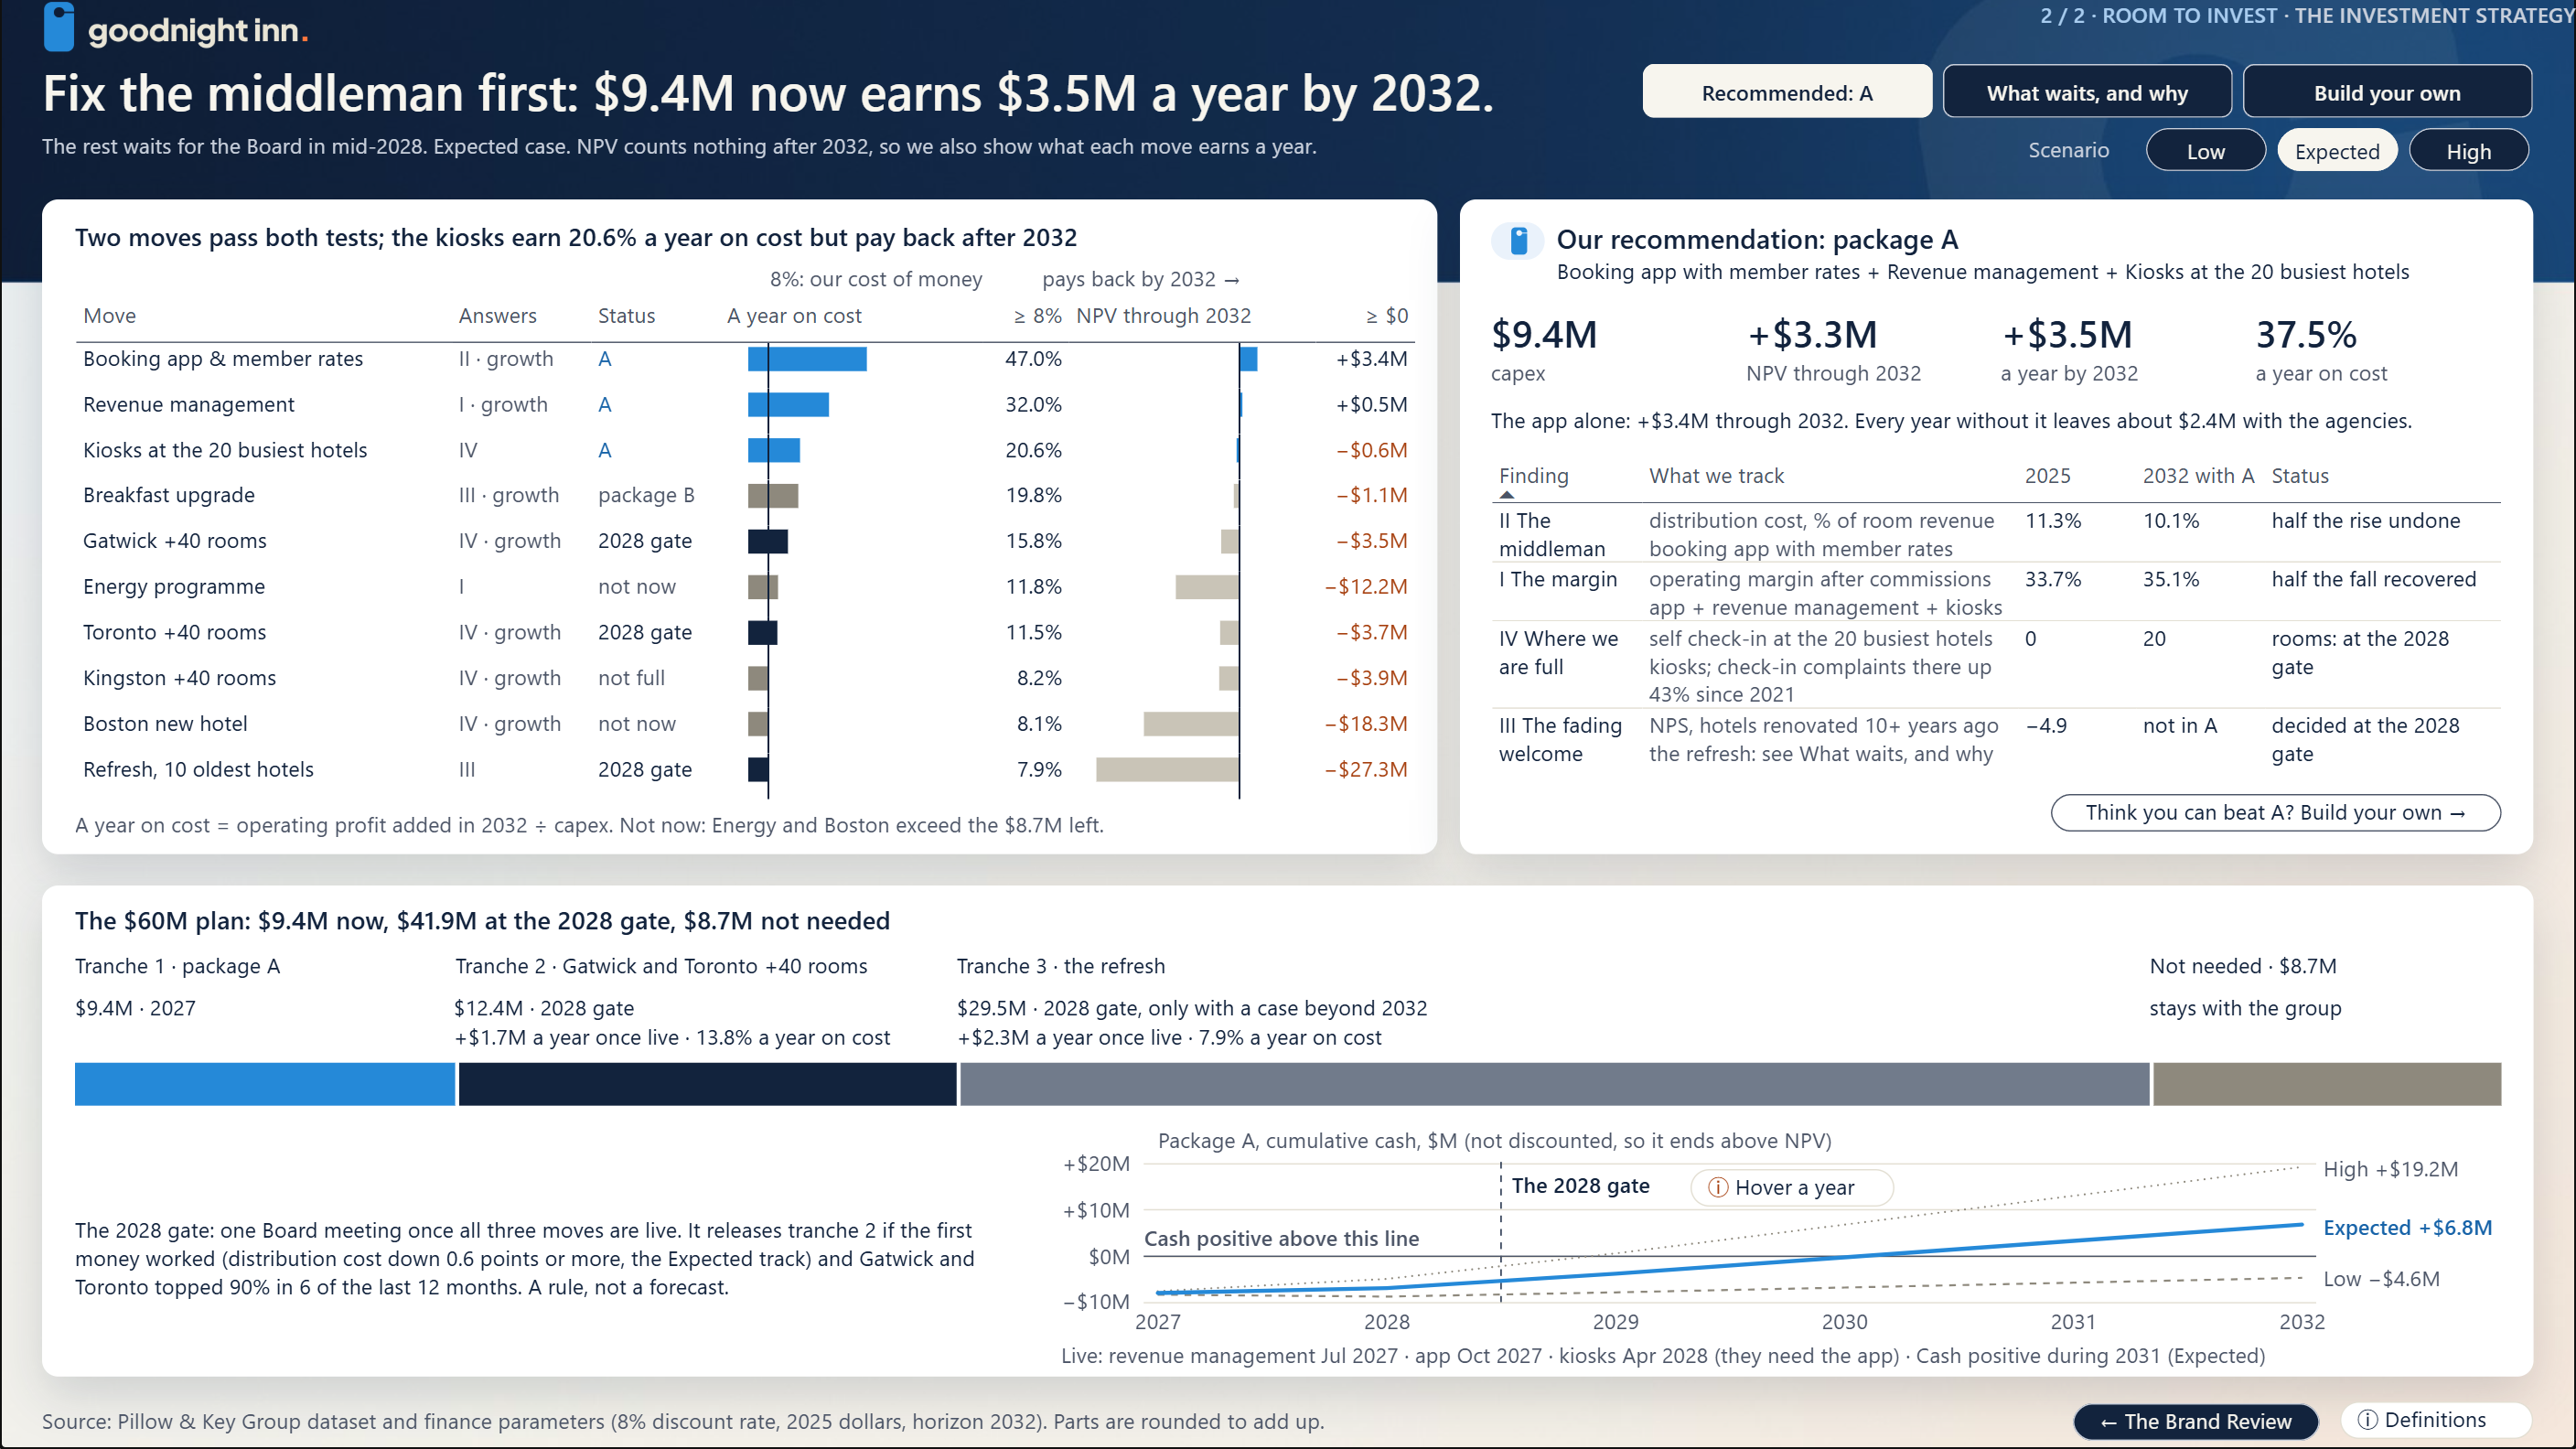 goodnight inn.
2 / 2 · ROOM TO INVEST · THE INVESTMENT STRATEGY
Fix the middleman first: $9.4M now earns $3.5M a year by 2032.
Recommended: A
What waits, and why
Build your own
The rest waits for the Board in mid-2028. Expected case. NPV counts nothing after 2032, so we also show what each move earns a year.
Scenario
Low
Expected
High
Two moves pass both tests; the kiosks earn 20.6% a year on cost but pay back after 2032
8%: our cost of money
pays back by 2032 →
Move Answers Status A year on cost ≥ 8% NPV through 2032 ≥ $0
Booking app & member rates II · growth A 47.0% +$3.4M
Revenue management I · growth A 32.0% +$0.5M
Kiosks at the 20 busiest hotels IV A 20.6% −$0.6M
Breakfast upgrade III · growth package B 19.8% −$1.1M
Gatwick +40 rooms IV · growth 2028 gate 15.8% −$3.5M
Energy programme I not now 11.8% −$12.2M
Toronto +40 rooms IV · growth 2028 gate 11.5% −$3.7M
Kingston +40 rooms IV · growth not full 8.2% −$3.9M
Boston new hotel IV · growth not now 8.1% −$18.3M
Refresh, 10 oldest hotels III 2028 gate 7.9% −$27.3M
A year on cost = operating profit added in 2032 ÷ capex. Not now: Energy and Boston exceed the $8.7M left.
Our recommendation: package A
Booking app with member rates + Revenue management + Kiosks at the 20 busiest hotels
$9.4M +$3.3M +$3.5M 37.5%
capex NPV through 2032 a year by 2032 a year on cost
The app alone: +$3.4M through 2032. Every year without it leaves about $2.4M with the agencies.
Finding What we track 2025 2032 with A Status
II The distribution cost, % of room revenue 11.3% 10.1% half the rise undone
middleman booking app with member rates
I The margin operating margin after commissions 33.7% 35.1% half the fall recovered
app + revenue management + kiosks
IV Where we self check-in at the 20 busiest hotels 0 20 rooms: at the 2028
are full kiosks; check-in complaints there up gate
43% since 2021
III The fading NPS, hotels renovated 10+ years ago −4.9 not in A decided at the 2028
welcome the refresh: see What waits, and why gate
Think you can beat A? Build your own →
The $60M plan: $9.4M now, $41.9M at the 2028 gate, $8.7M not needed
Tranche 1 · package A
$9.4M · 2027
Tranche 2 · Gatwick and Toronto +40 rooms
$12.4M · 2028 gate
+$1.7M a year once live · 13.8% a year on cost
Tranche 3 · the refresh
$29.5M · 2028 gate, only with a case beyond 2032
+$2.3M a year once live · 7.9% a year on cost
Not needed · $8.7M
stays with the group
The 2028 gate: one Board meeting once all three moves are live. It releases tranche 2 if the first
money worked (distribution cost down 0.6 points or more, the Expected track) and Gatwick and
Toronto topped 90% in 6 of the last 12 months. A rule, not a forecast.
Package A, cumulative cash, $M (not discounted, so it ends above NPV)
+$20M
+$10M
$0M
−$10M
The 2028 gate
ⓘ Hover a year
Cash positive above this line
High +$19.2M
Expected +$6.8M
Low −$4.6M
2027 2028 2029 2030 2031 2032
Live: revenue management Jul 2027 · app Oct 2027 · kiosks Apr 2028 (they need the app) · Cash positive during 2031 (Expected)
Source: Pillow & Key Group dataset and finance parameters (8% discount rate, 2025 dollars, horizon 2032). Parts are rounded to add up.
← The Brand Review
ⓘ Definitions